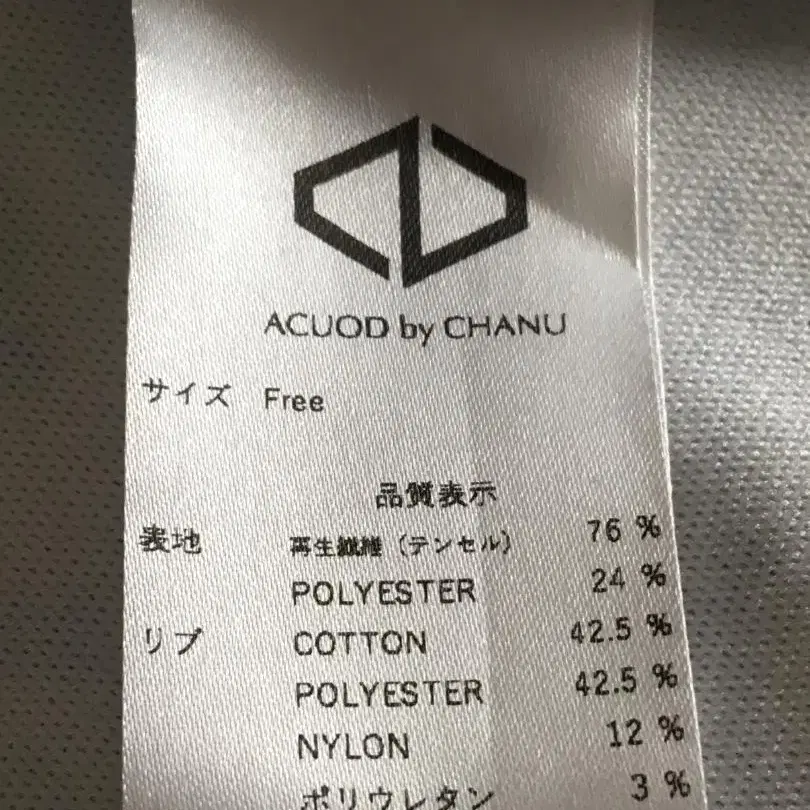 ACUOD by CHANU
サイズ Free
品質表示
表地 再生繊維（テンセル） 76 %
POLYESTER 24 %
リブ COTTON 42.5 %
POLYESTER 42.5 %
NYLON 12 %
ポリウレタン 3 %